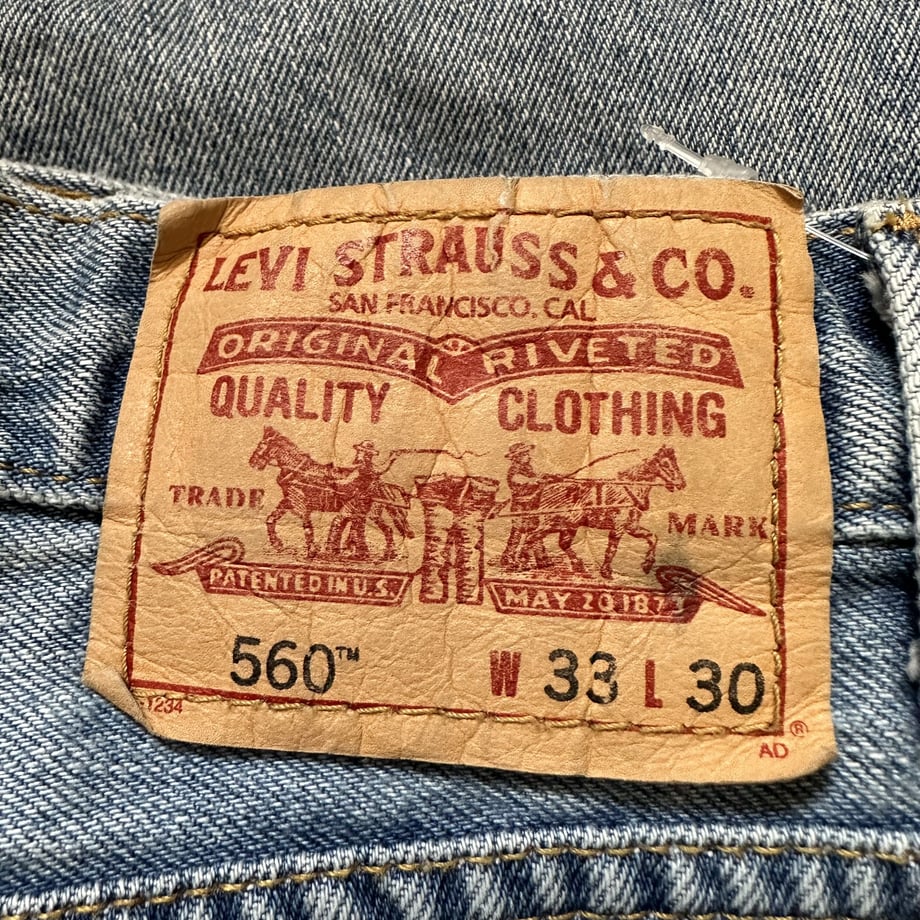 LEVI STRAUSS & CO.®
SAN FRANCISCO, CAL.
ORIGINAL RIVETED
QUALITY CLOTHING
TRADE MARK
PATENTED IN U.S. MAY 20 1873
560™ W 33 L 30
1234
AD®